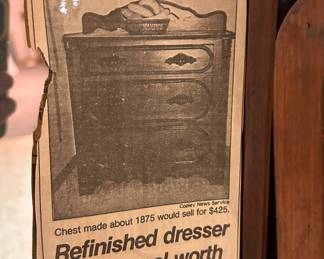 Copley News Service
Chest made about 1875 would sell for $425.
Refinished dresser
worth